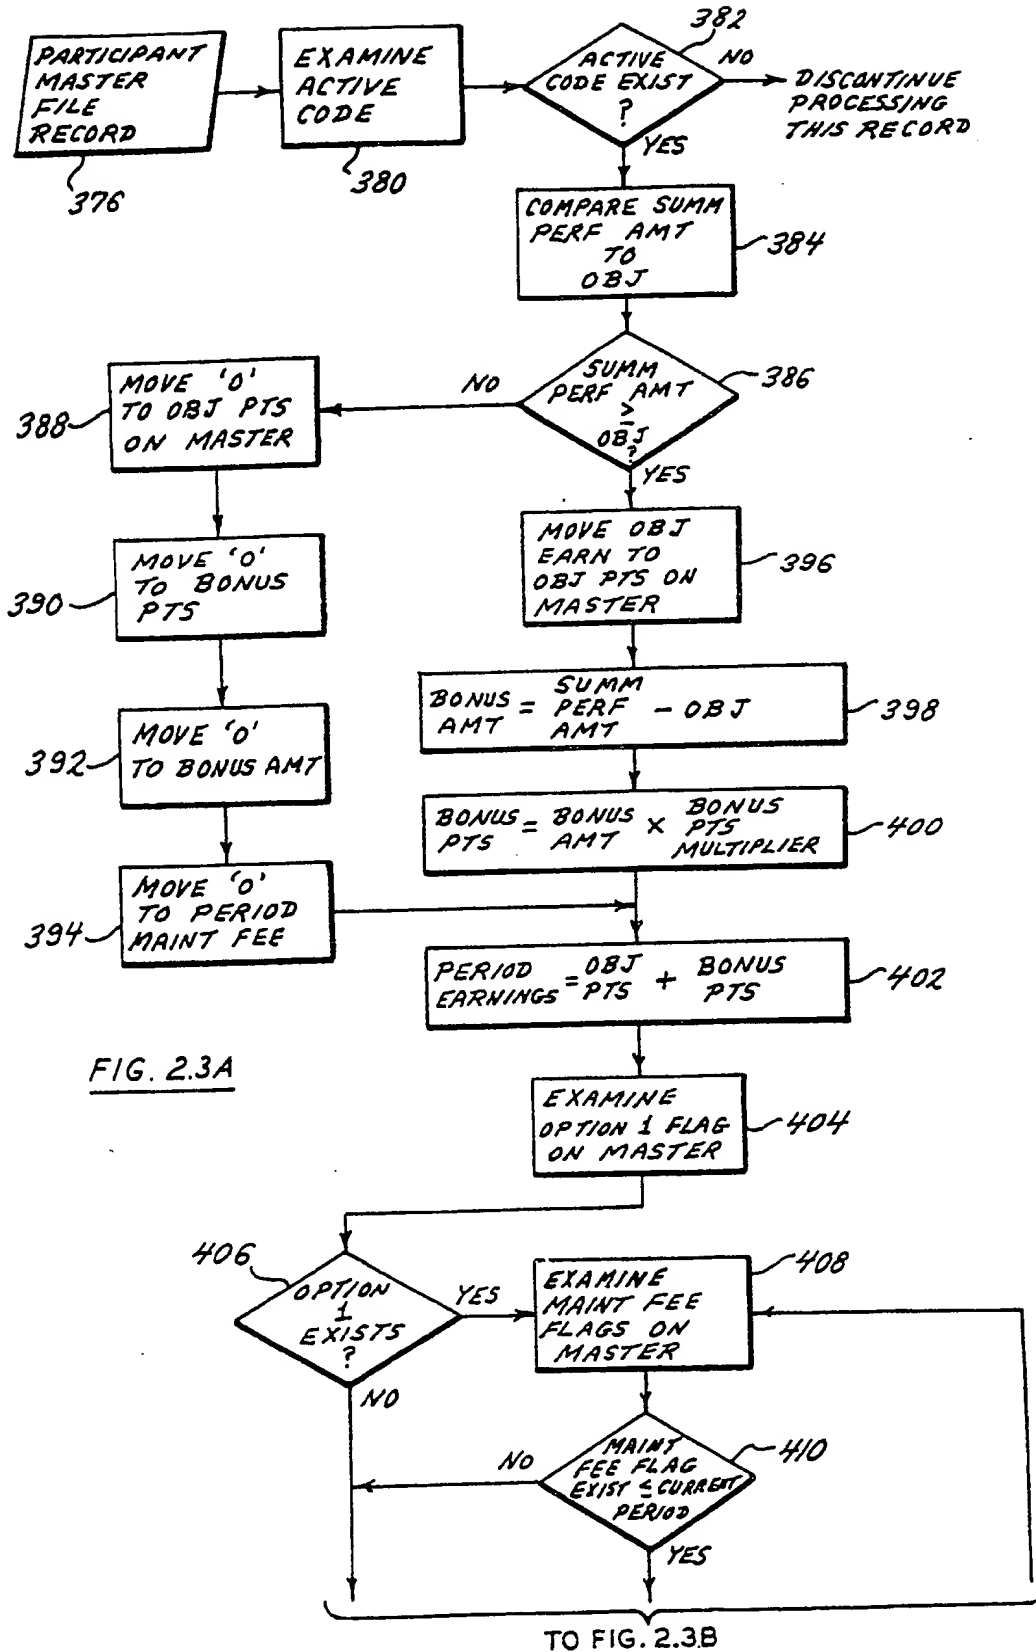 PARTICIPANT
MASTER
FILE
RECORD
376
EXAMINE
ACTIVE
CODE
380
382
ACTIVE
CODE EXIST
?
NO
DISCONTINUE
PROCESSING
THIS RECORD
YES
COMPARE SUMM
PERF AMT
TO
OBJ
384
SUMM
PERF AMT
≥
OBJ
?
386
NO
YES
MOVE '0'
TO OBJ PTS
ON MASTER
388
MOVE '0'
TO BONUS
PTS
390
MOVE '0'
TO BONUS AMT
392
MOVE '0'
TO PERIOD
MAINT FEE
394
MOVE OBJ
EARN TO
OBJ PTS ON
MASTER
396
BONUS AMT = SUMM PERF AMT - OBJ
398
BONUS PTS = BONUS AMT × BONUS PTS MULTIPLIER
400
PERIOD EARNINGS = OBJ PTS + BONUS PTS
402
FIG. 2.3A
EXAMINE
OPTION 1 FLAG
ON MASTER
404
406
OPTION
1
EXISTS
?
YES
NO
EXAMINE
MAINT FEE
FLAGS ON
MASTER
408
MAINT
FEE FLAG
EXIST ≤ CURRENT
PERIOD
410
NO
YES
TO FIG. 2.3B